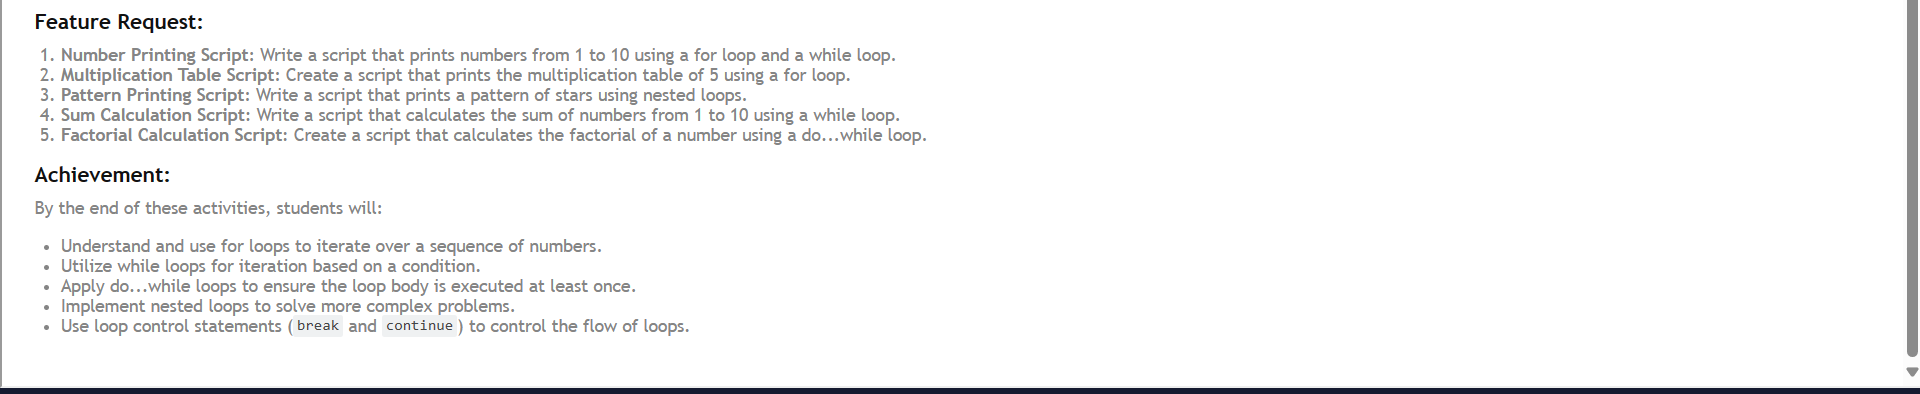 Feature Request:
1. Number Printing Script: Write a script that prints numbers from 1 to 10 using a for loop and a while loop.
2. Multiplication Table Script: Create a script that prints the multiplication table of 5 using a for loop.
3. Pattern Printing Script: Write a script that prints a pattern of stars using nested loops.
4. Sum Calculation Script: Write a script that calculates the sum of numbers from 1 to 10 using a while loop.
5. Factorial Calculation Script: Create a script that calculates the factorial of a number using a do...while loop.
Achievement:
By the end of these activities, students will:
• Understand and use for loops to iterate over a sequence of numbers.
• Utilize while loops for iteration based on a condition.
• Apply do...while loops to ensure the loop body is executed at least once.
• Implement nested loops to solve more complex problems.
• Use loop control statements (break and continue) to control the flow of loops.